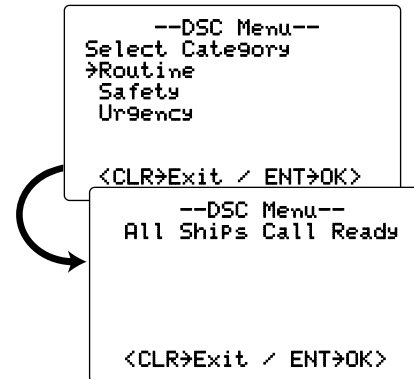 --DSC Menu--
Select Category
→Routine
Safety
Urgency
<CLR→Exit / ENT→OK>
--DSC Menu--
All Ships Call Ready
<CLR→Exit / ENT→OK>